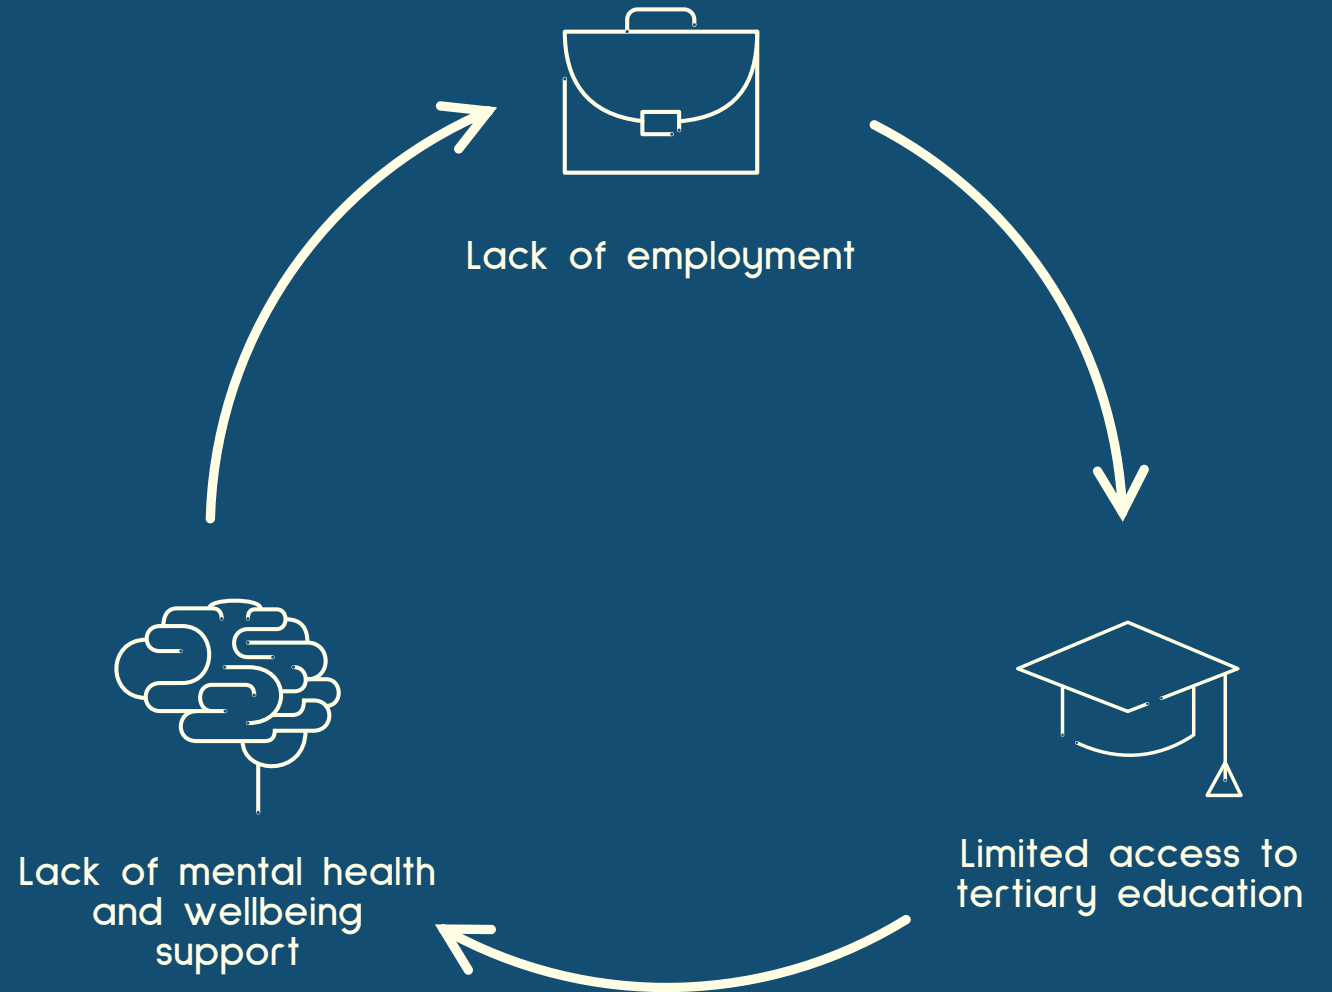 Lack of employment
Limited access to
tertiary education
Lack of mental health
and wellbeing
support